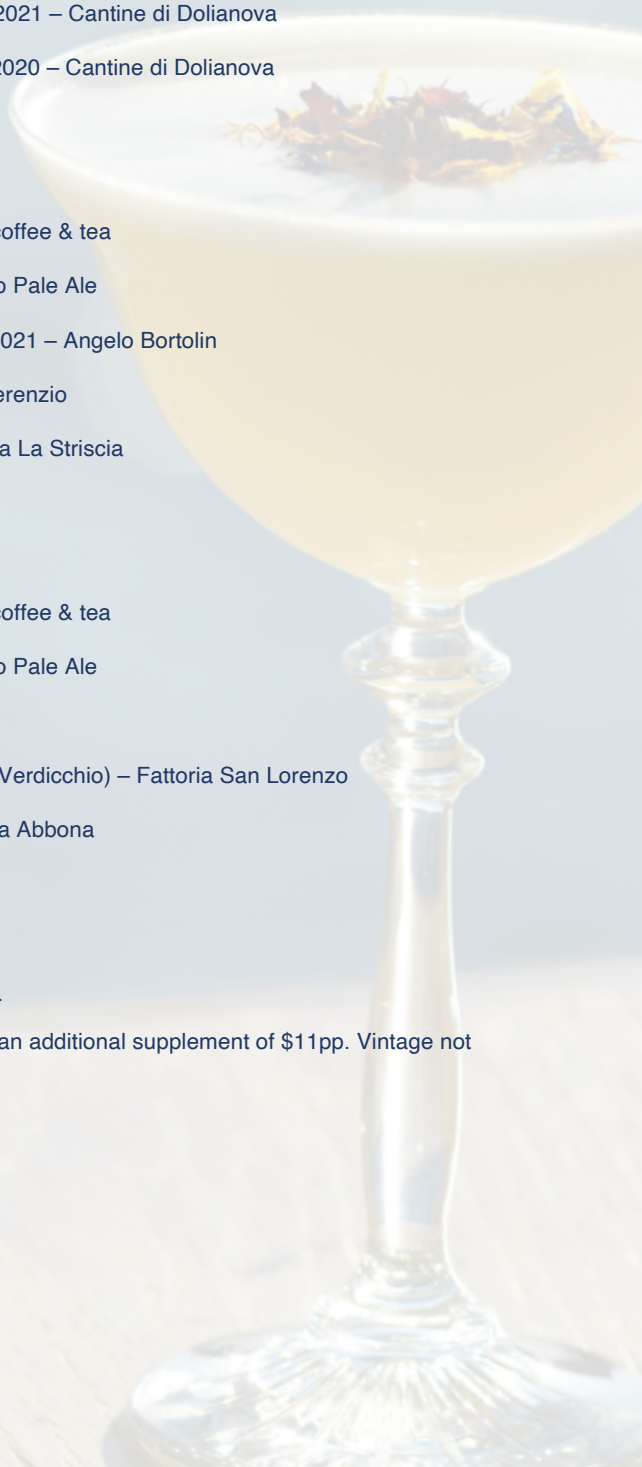 2021 – Cantine di Dolianova
2020 – Cantine di Dolianova
coffee & tea
o Pale Ale
021 – Angelo Bortolin
erenzio
a La Striscia
coffee & tea
o Pale Ale
Verdicchio) – Fattoria San Lorenzo
a Abbona
.
an additional supplement of $11pp. Vintage not